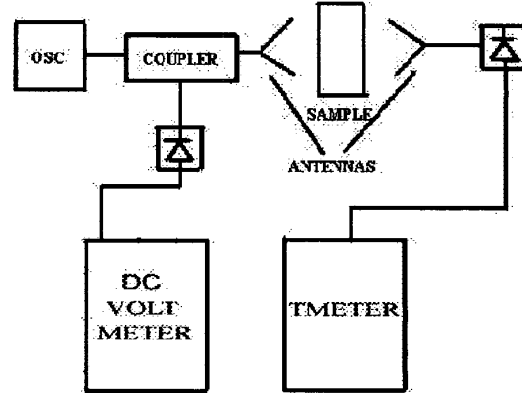 OSC
COUPLER
SAMPLE
ANTENNAS
DC
VOLT
METER
TMETER